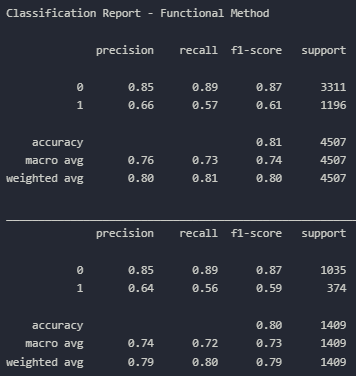 Classification Report - Functional Method
precision recall f1-score support
0 0.85 0.89 0.87 3311
1 0.66 0.57 0.61 1196
accuracy 0.81 4507
macro avg 0.76 0.73 0.74 4507
weighted avg 0.80 0.81 0.80 4507
precision recall f1-score support
0 0.85 0.89 0.87 1035
1 0.64 0.56 0.59 374
accuracy 0.80 1409
macro avg 0.74 0.72 0.73 1409
weighted avg 0.79 0.80 0.79 1409